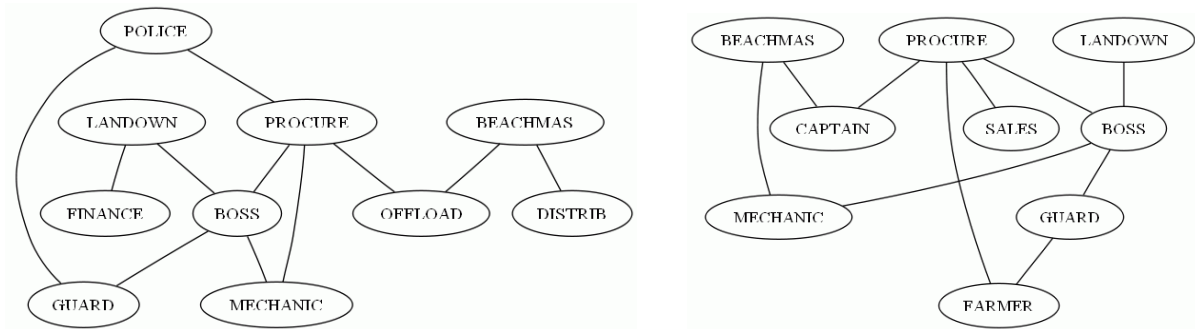 POLICE
LANDOWN
PROCURE
BEACHMAS
FINANCE
BOSS
OFFLOAD
DISTRIB
GUARD
MECHANIC
BEACHMAS
PROCURE
LANDOWN
CAPTAIN
SALES
BOSS
MECHANIC
GUARD
FARMER